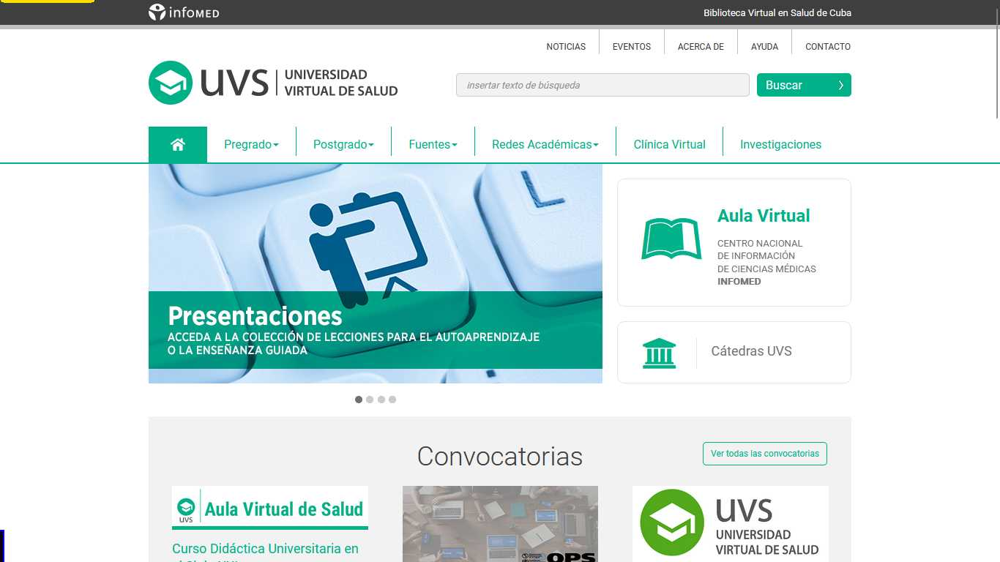 infoMED
Biblioteca Virtual en Salud de Cuba
NOTICIAS
EVENTOS
ACERCA DE
AYUDA
CONTACTO
UVS
UNIVERSIDAD
VIRTUAL DE SALUD
insertar texto de búsqueda
Buscar
Pregrado
Postgrado
Fuentes
Redes Académicas
Clínica Virtual
Investigaciones
L
Presentaciones
ACCEDA A LA COLECCIÓN DE LECCIONES PARA EL AUTOAPRENDIZAJE
O LA ENSEÑANZA GUIADA
Aula Virtual
CENTRO NACIONAL
DE INFORMACIÓN
DE CIENCIAS MÉDICAS
INFOMED
Cátedras UVS
Convocatorias
Ver todas las convocatorias
UVS
Aula Virtual de Salud
Curso Didáctica Universitaria en
OPS
UVS
UNIVERSIDAD
VIRTUAL DE SALUD